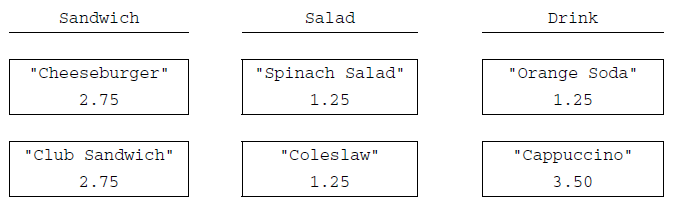 Sandwich Salad Drink
"Cheeseburger" "Spinach Salad" "Orange Soda"
2.75 1.25 1.25
"Club Sandwich" "Coleslaw" "Cappuccino"
2.75 1.25 3.50